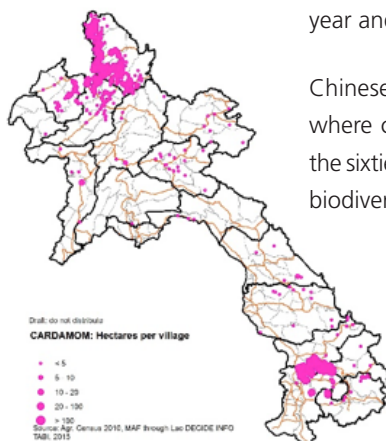 year and
Chinese
where c
the sixtie
biodiver
Draft: do not distribute
CARDAMOM: Hectares per village
< 5
5 - 10
10 - 20
20 - 100
> 100
Source: Agr. Census 2010, MAF through Lao DECIDE INFO
TABI, 2015